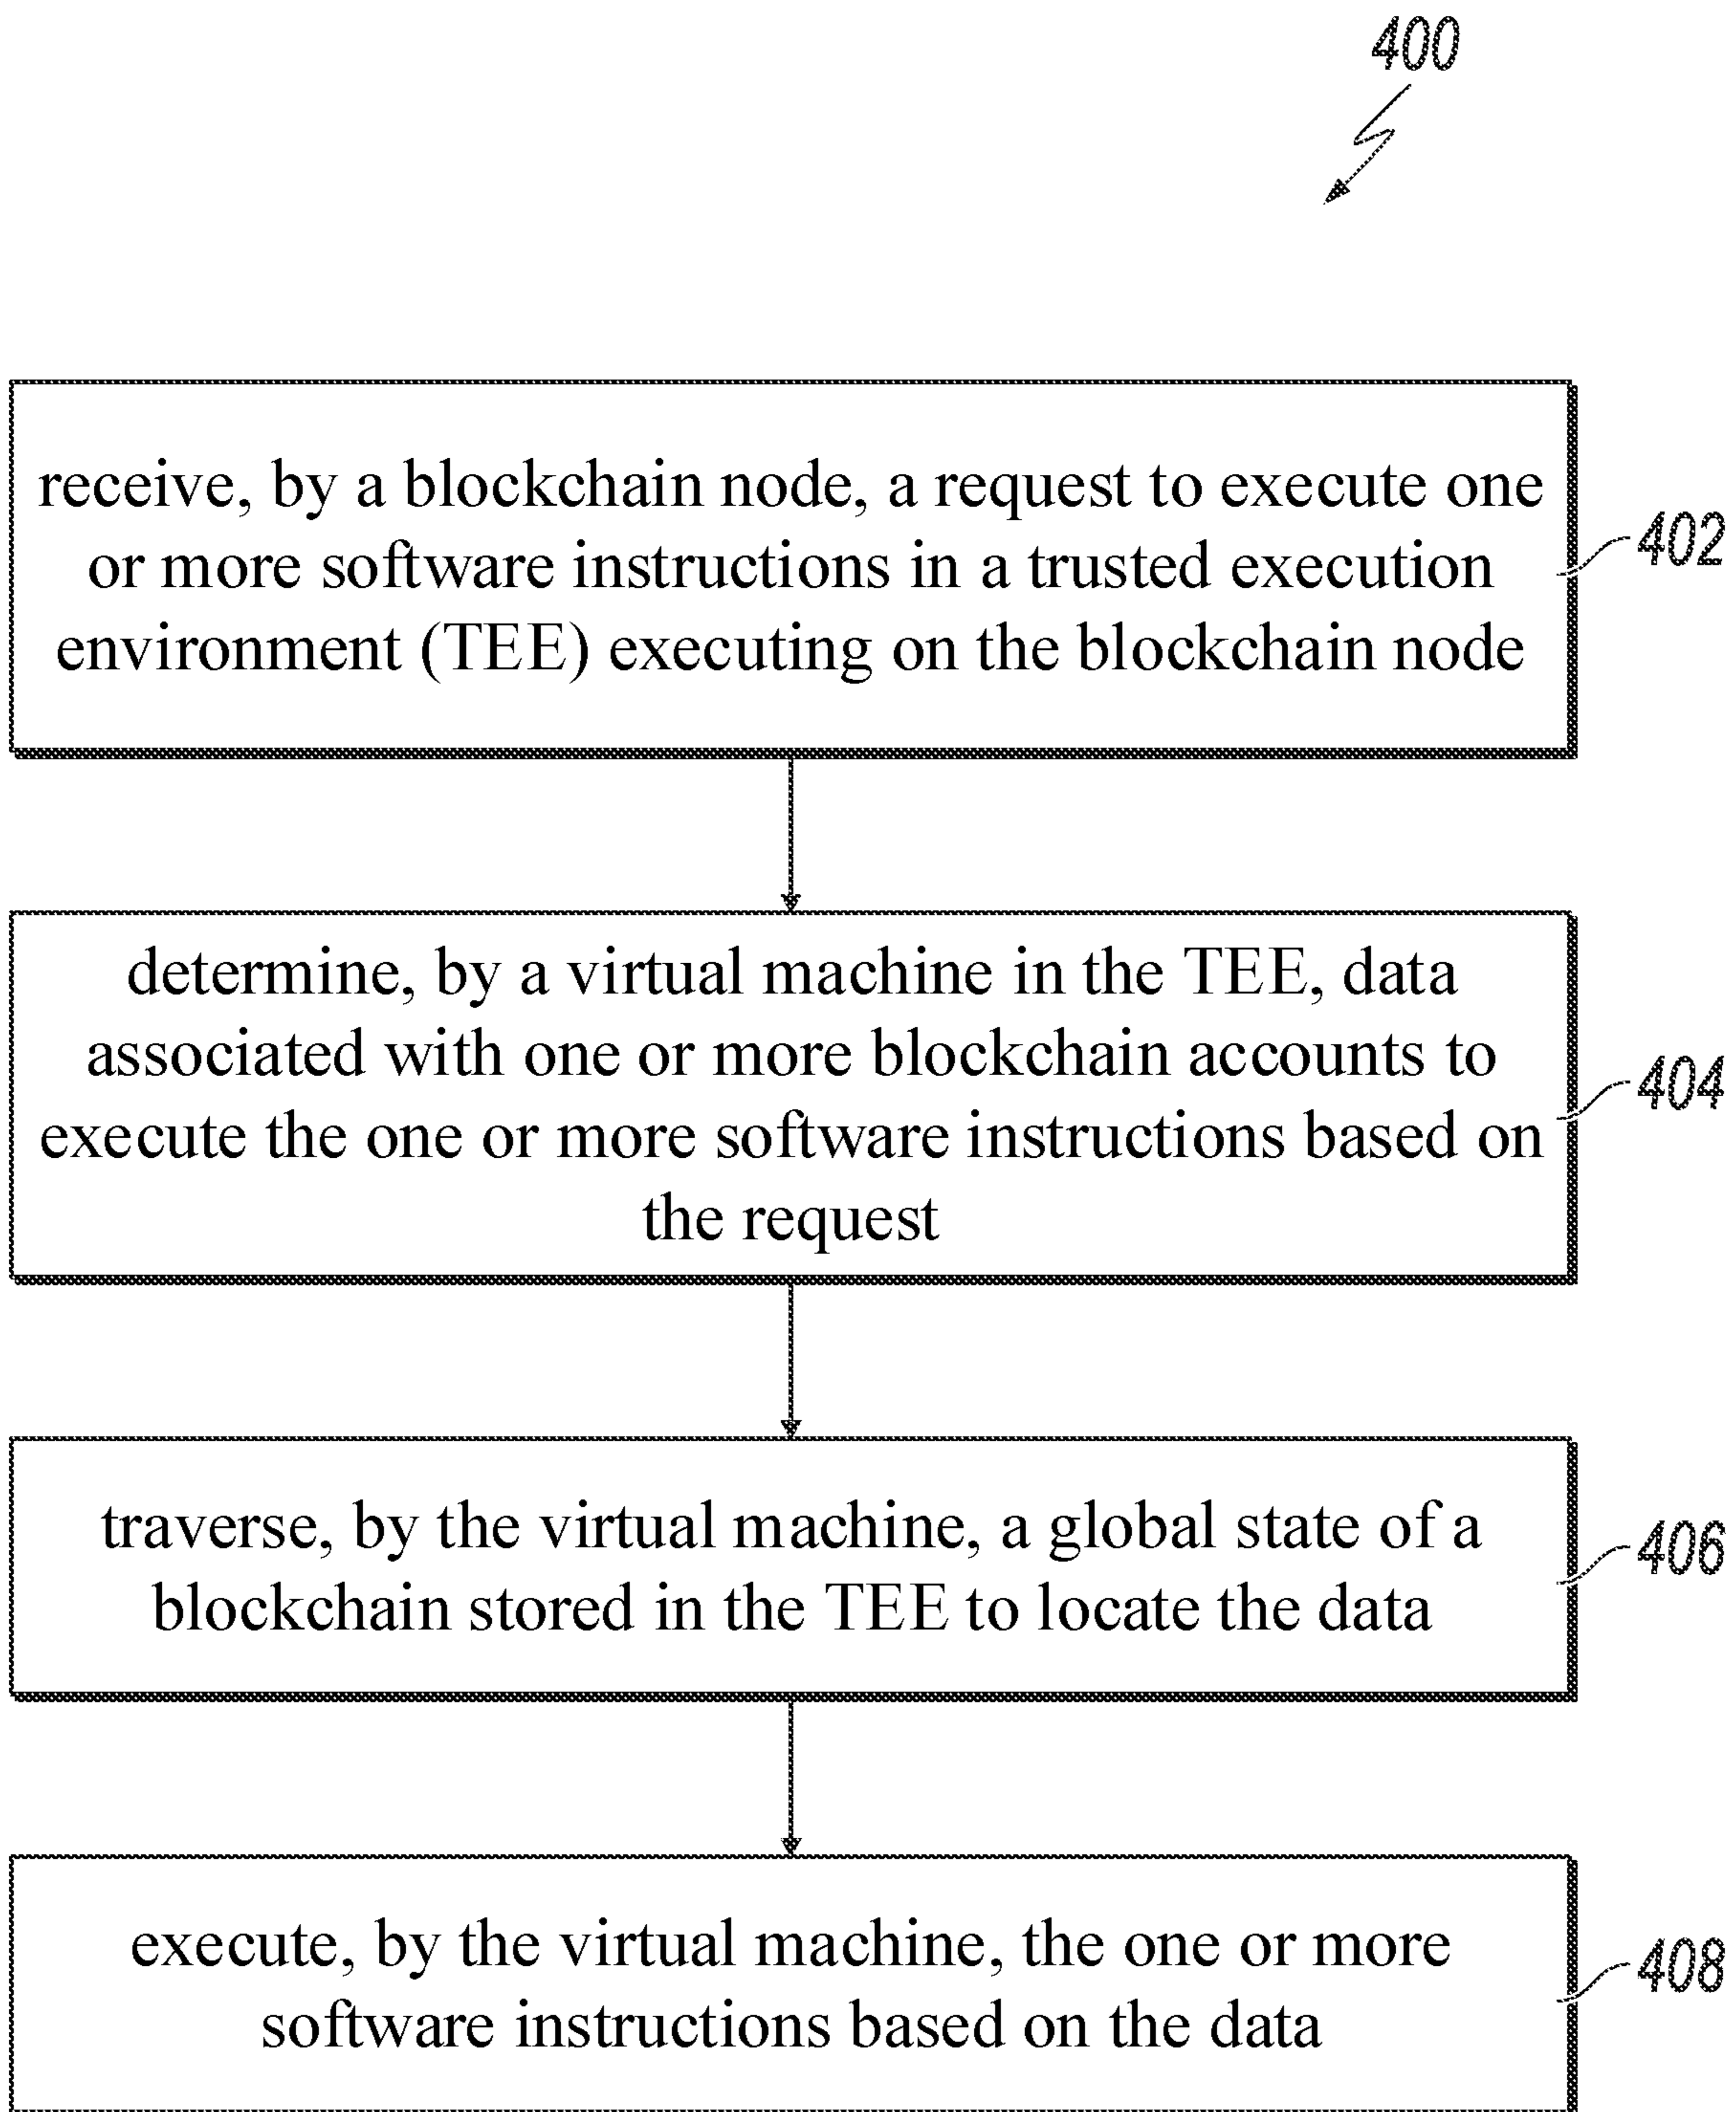 400
receive, by a blockchain node, a request to execute one
or more software instructions in a trusted execution
environment (TEE) executing on the blockchain node
402
determine, by a virtual machine in the TEE, data
associated with one or more blockchain accounts to
execute the one or more software instructions based on
the request
404
traverse, by the virtual machine, a global state of a
blockchain stored in the TEE to locate the data
406
execute, by the virtual machine, the one or more
software instructions based on the data
408